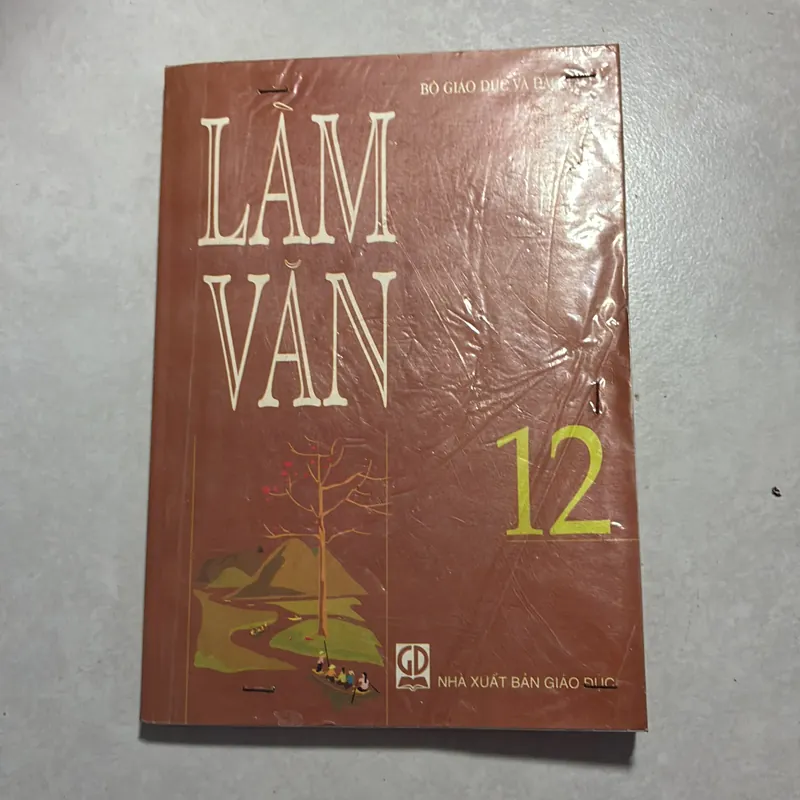 BỘ GIÁO DỤC VÀ
LÀM
VĂN
12
GD
NHÀ XUẤT BẢN GIÁO DỤC